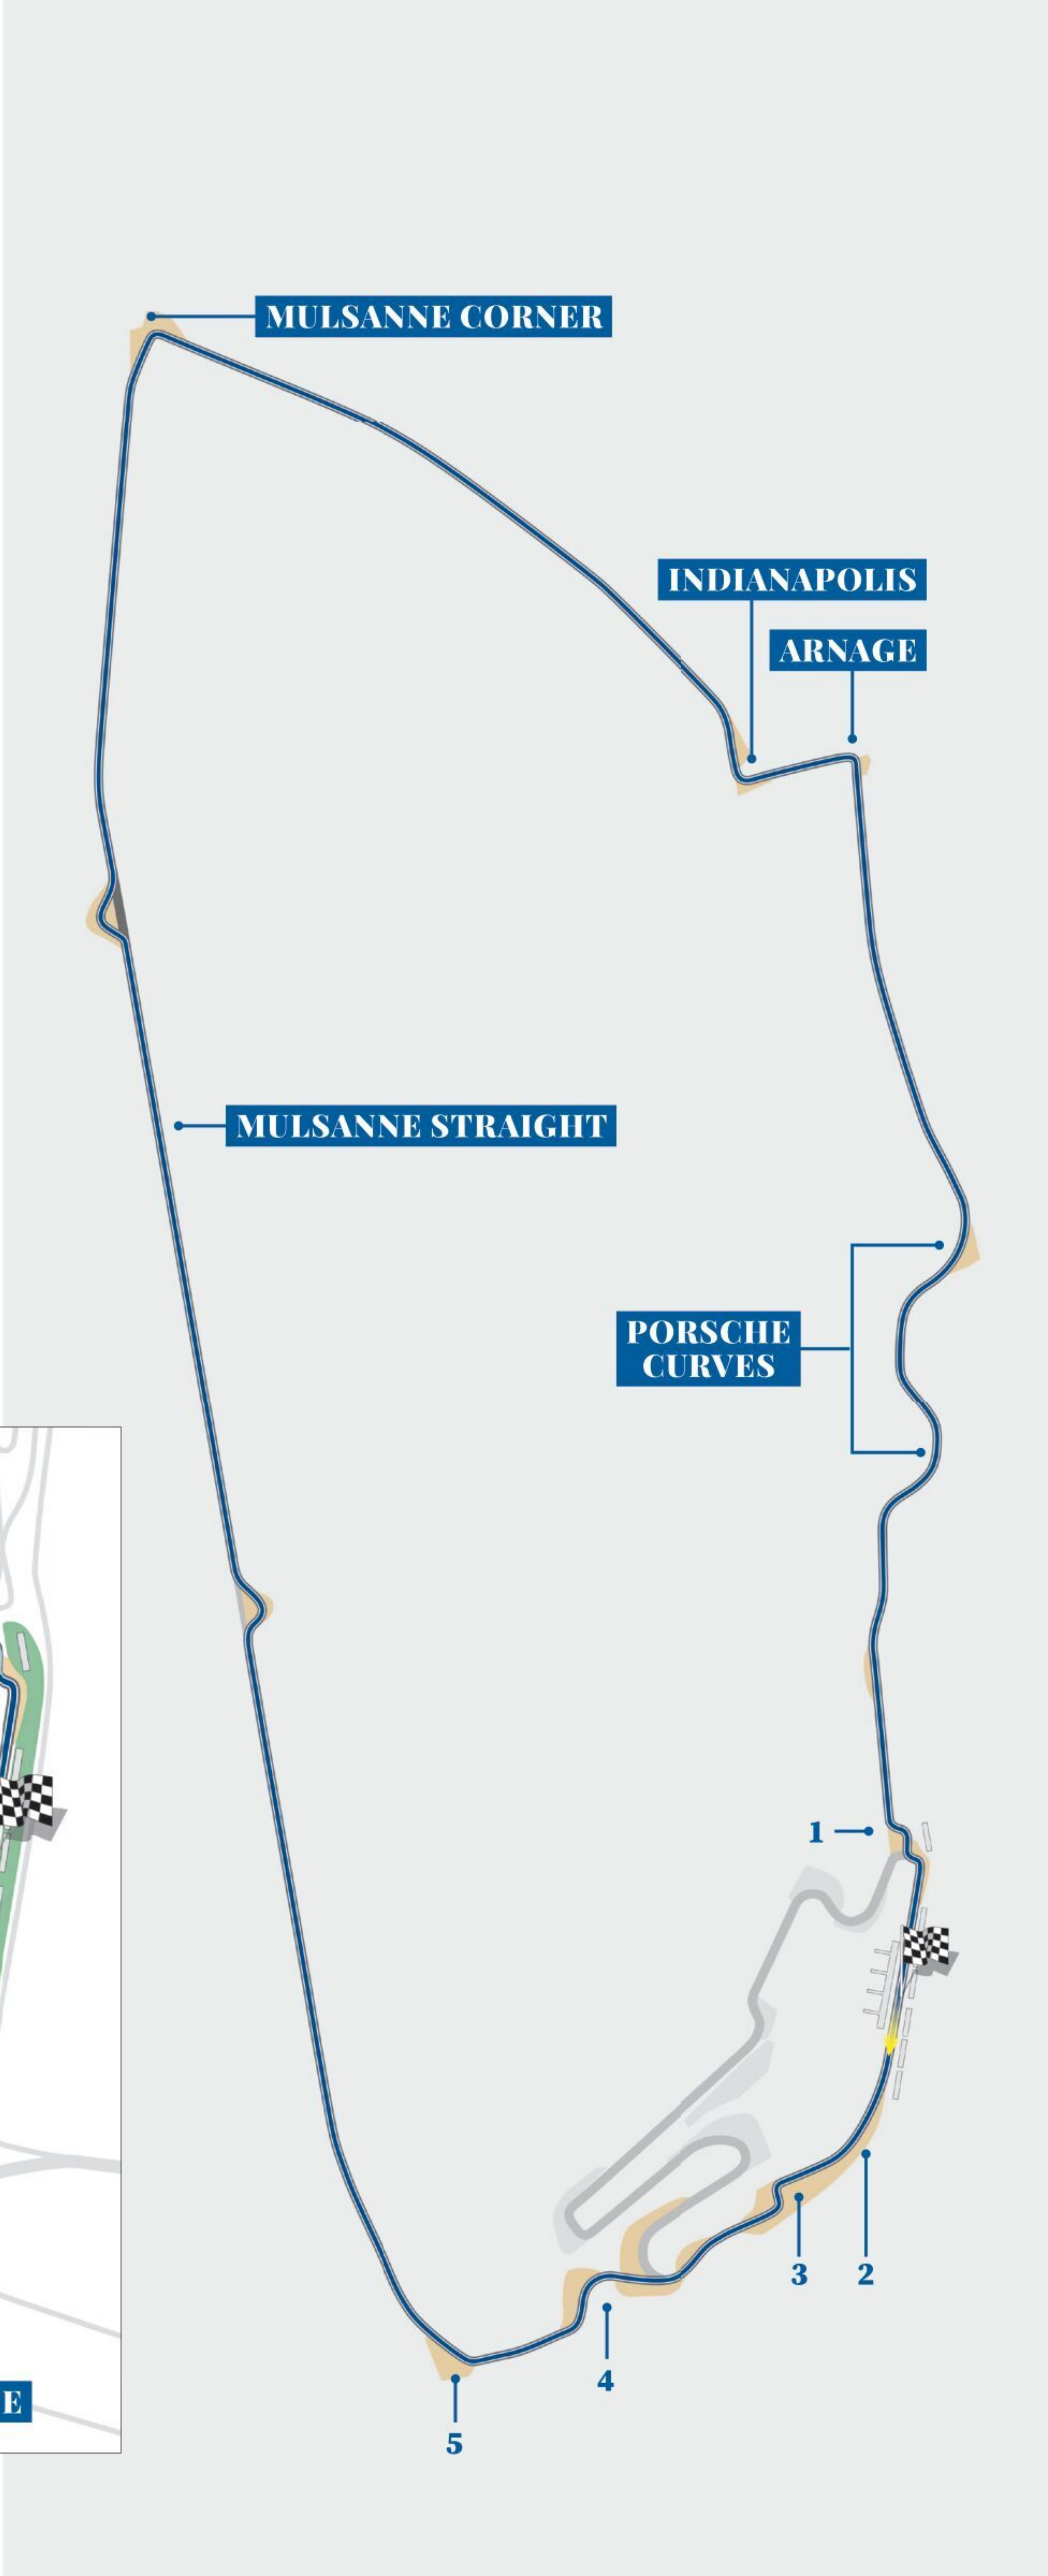 MULSANNE CORNER
INDIANAPOLIS
ARNAGE
MULSANNE STRAIGHT
PORSCHE
CURVES
1
3
2
4
E
5